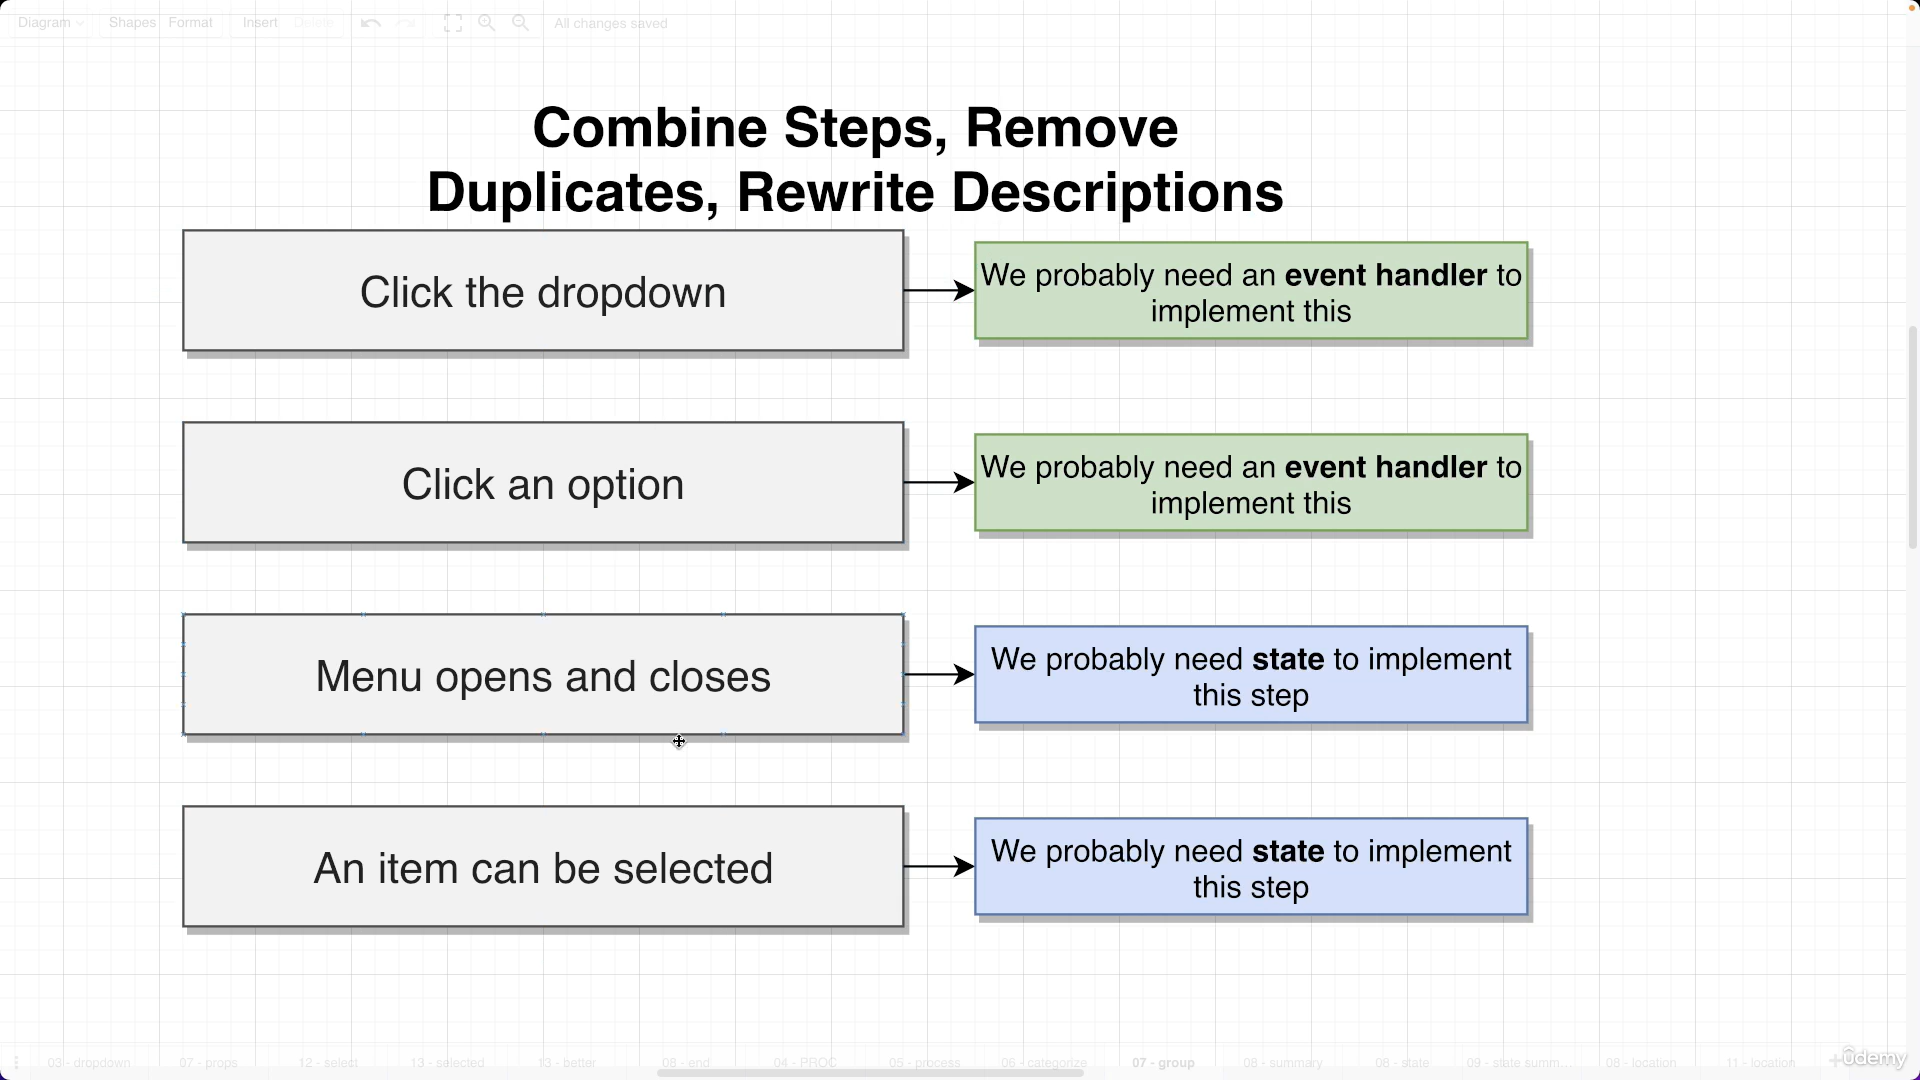 Diagram
Shapes
Format
Insert
Delete
All changes saved
Combine Steps, Remove
Duplicates, Rewrite Descriptions
Click the dropdown
We probably need an event handler to
implement this
Click an option
We probably need an event handler to
implement this
Menu opens and closes
We probably need state to implement
this step
An item can be selected
We probably need state to implement
this step
03 - dropdown
07 - props
12 - select
13 - selected
13 - better
08 - end
04 - PROC
05 - process
06 - categorize
07 - group
08 - summary
08 - state
09 - state summ...
08 - location
11 - location
ûdemy